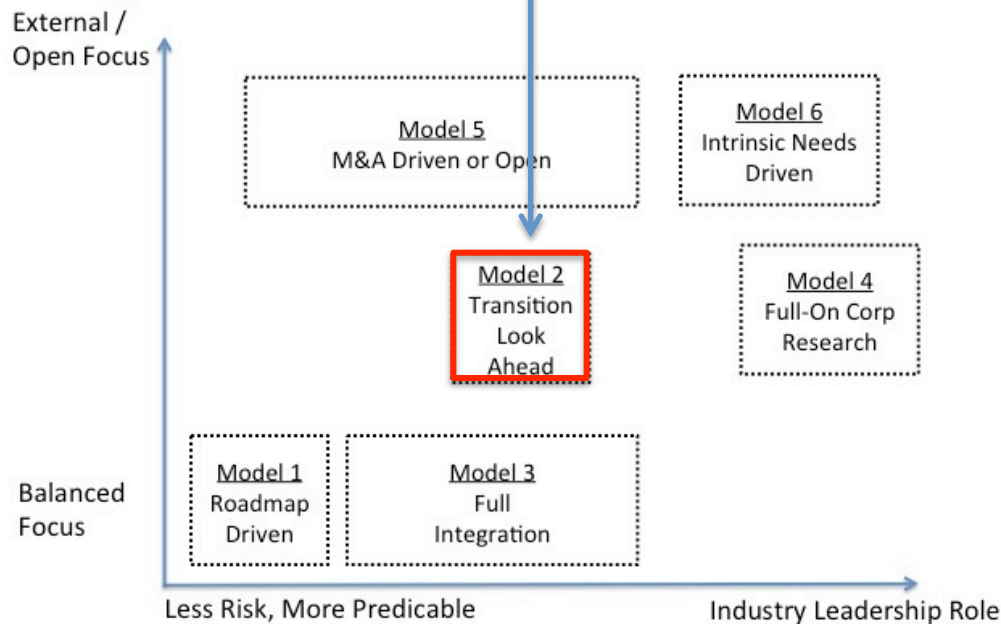 External /
Open Focus
Model 5
M&A Driven or Open
Model 6
Intrinsic Needs
Driven
Model 2
Transition
Look
Ahead
Model 4
Full-On Corp
Research
Balanced
Focus
Model 1
Roadmap
Driven
Model 3
Full
Integration
Less Risk, More Predicable
Industry Leadership Role